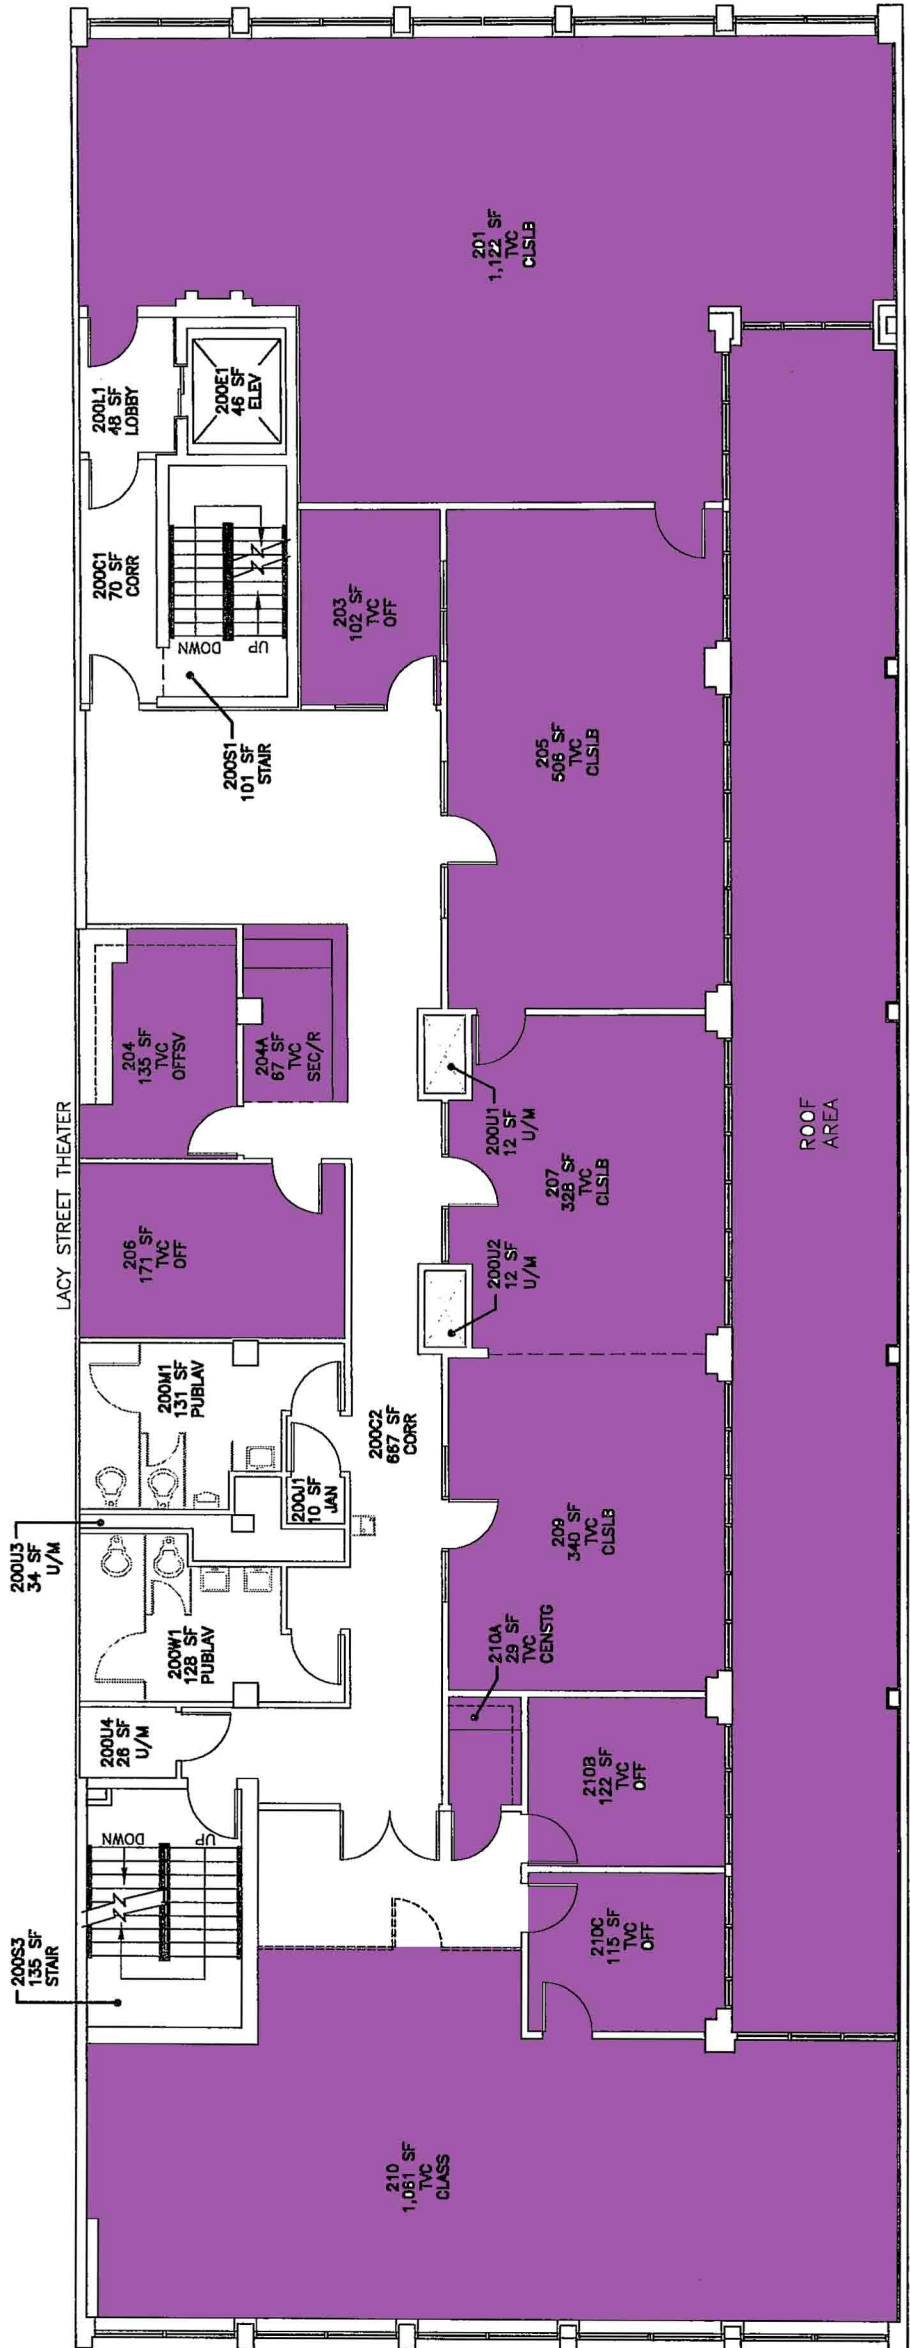 LACY STREET THEATER
200S3
135 SF
STAIR
DOWN
UP
200U4
26 SF
U/M
200W1
128 SF
PUBLAV
200U3
34 SF
U/M
200M1
131 SF
PUBLAV
200J1
10 SF
JAN
206
171 SF
TVC
OFF
204
135 SF
TVC
OFFSV
204A
67 SF
TVC
SEC/R
200S1
101 SF
STAIR
200C1
70 SF
CORR
DOWN
UP
200L1
48 SF
LOBBY
200E1
46 SF
ELEV
203
102 SF
TVC
OFF
201
1,122 SF
TVC
CLSLB
200C2
667 SF
CORR
210
1,061 SF
TVC
CLASS
210C
115 SF
TVC
OFF
210B
122 SF
TVC
OFF
210A
29 SF
TVC
CENSTG
209
340 SF
TVC
CLSLB
200U2
12 SF
U/M
207
328 SF
TVC
CLSLB
200U1
12 SF
U/M
205
506 SF
TVC
CLSLB
ROOF
AREA